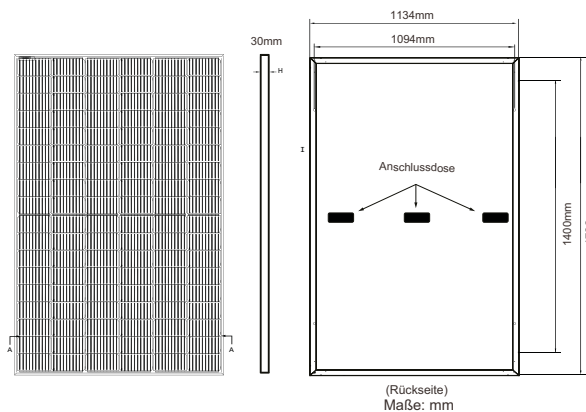 1134mm
1094mm
30mm
H
I
Anschlussdose
1400mm
A
A
(Rückseite)
Maße: mm